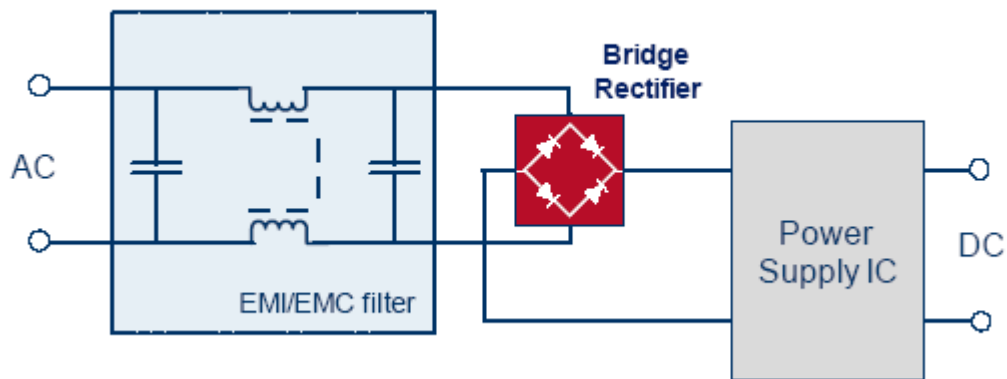 Bridge
Rectifier
AC
EMI/EMC filter
Power
Supply IC
DC